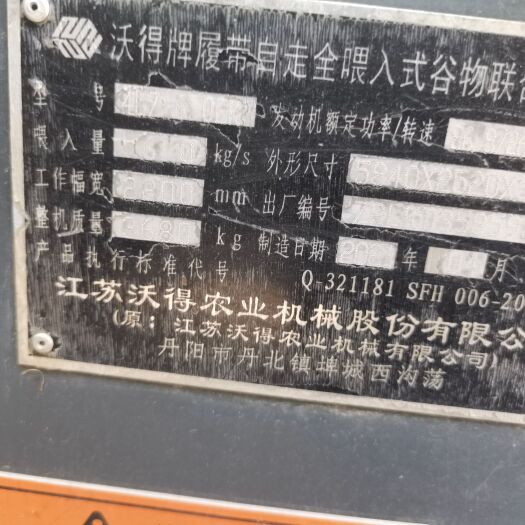 沃得牌履带自走全喂入式谷物联
型号 发动机额定功率/转速
喂入量 kg/s 外形尺寸
工作幅宽 mm 出厂编号
整机质量 kg 制造日期 年 月
产品执行标准代号 Q-321181 SFH 006-20
江苏沃得农业机械股份有限公
(原：江苏沃得农业机械有限公司)
丹阳市丹北镇埤城西沟荡